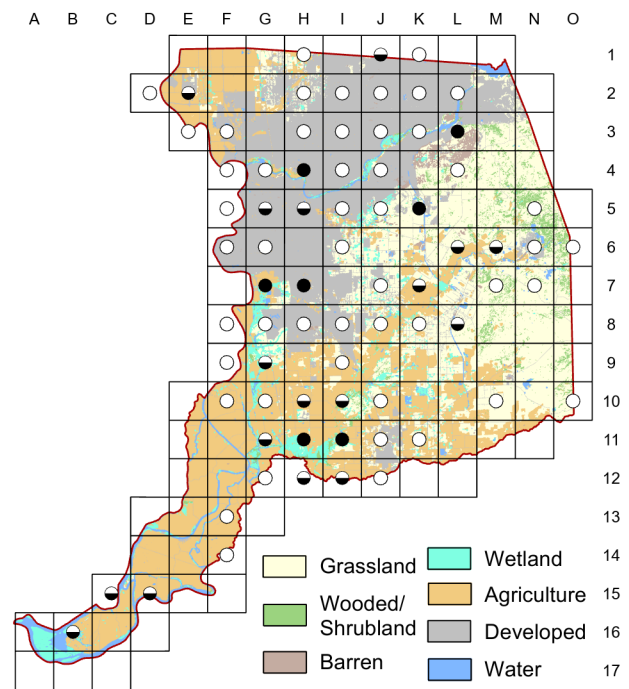 A B C D E F G H I J K L M N O
1
2
3
4
5
6
7
8
9
10
11
12
13
14
15
16
17
Grassland
Wooded/
Shrubland
Barren
Wetland
Agriculture
Developed
Water